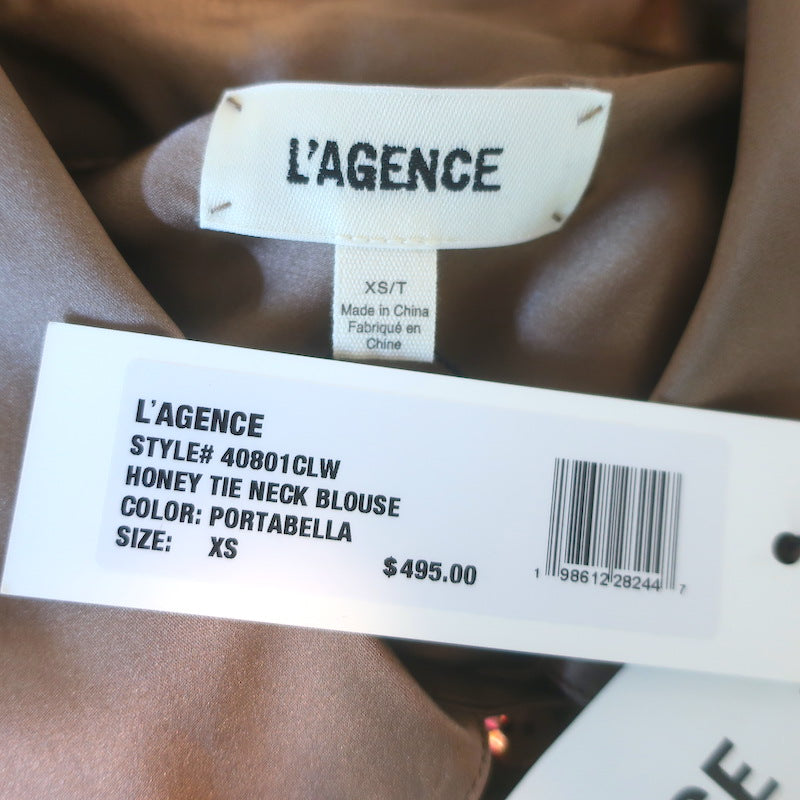 L'AGENCE
XS/T
Made in China
Fabriqué en
Chine
L'AGENCE
STYLE# 40801CLW
HONEY TIE NECK BLOUSE
COLOR: PORTABELLA
SIZE: XS
$495.00
1 98612 28244 7